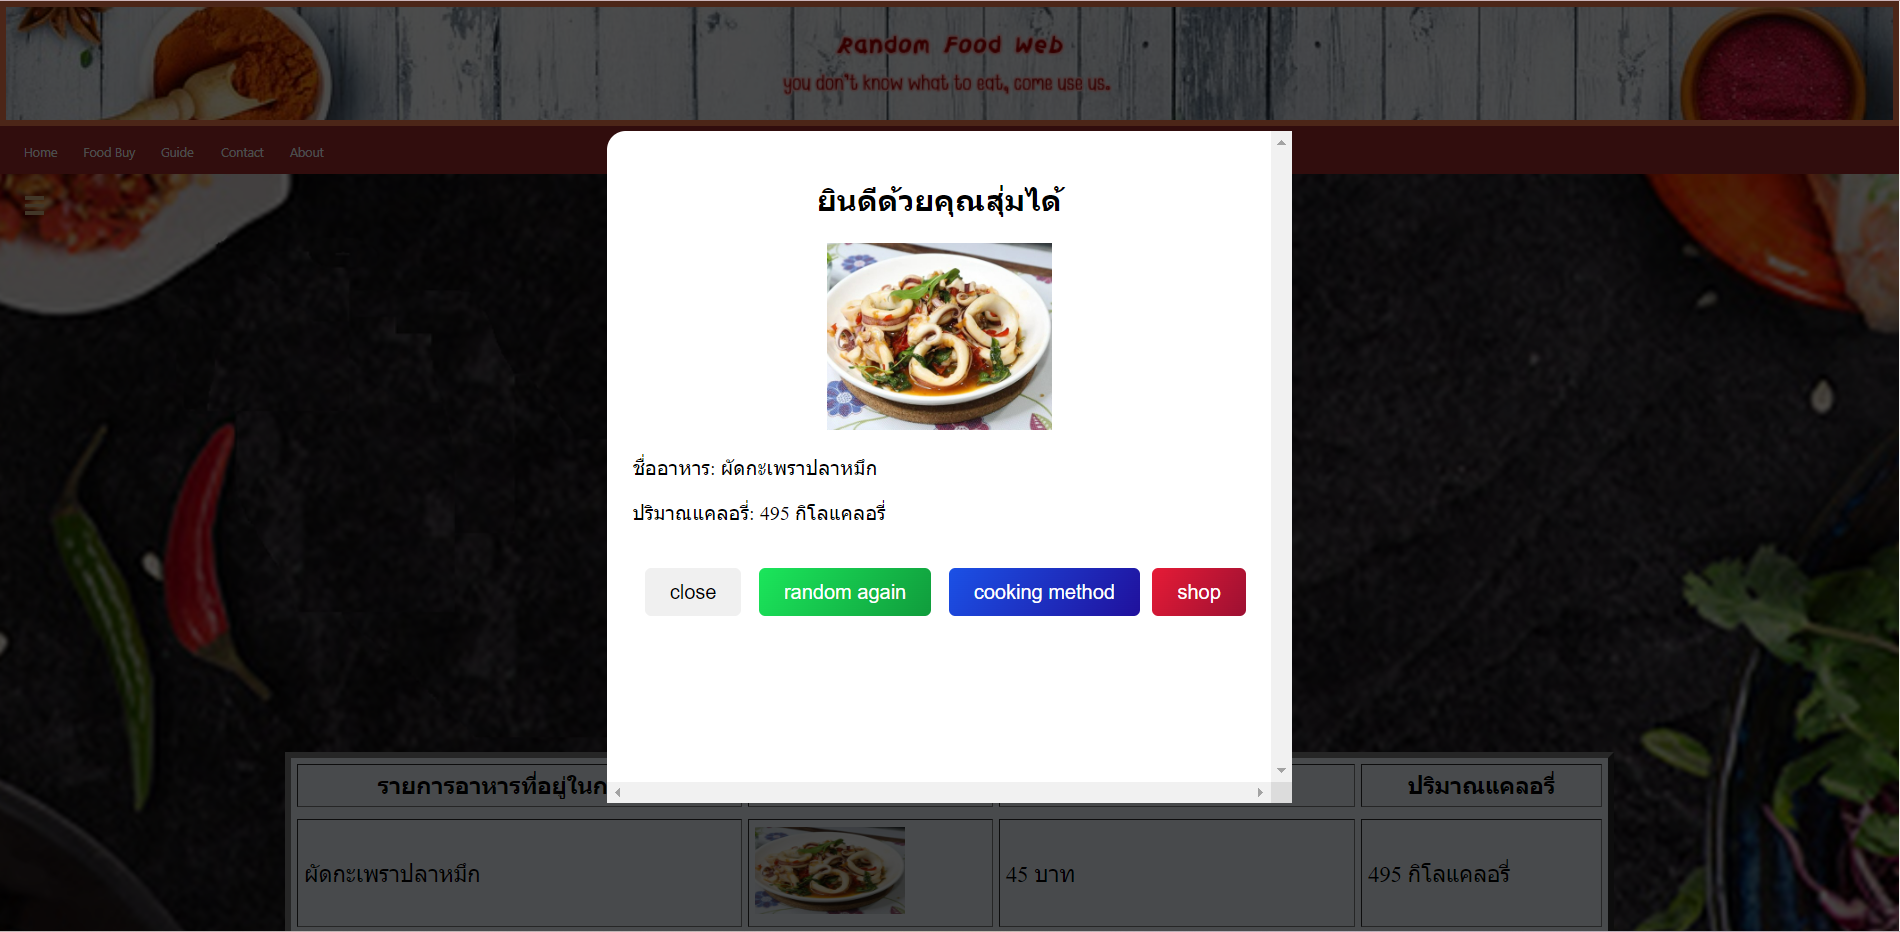 Random Food Web
you don't know what to eat, come use us.
Home Food Buy Guide Contact About
ยินดีด้วยคุณสุ่มได้
ชื่ออาหาร: ผัดกะเพราปลาหมึก
ปริมาณแคลอรี่: 495 กิโลแคลอรี่
close random again cooking method shop
รายการอาหารที่อยู่ในก ปริมาณแคลอรี่
ผัดกะเพราปลาหมึก 45 บาท 495 กิโลแคลอรี่